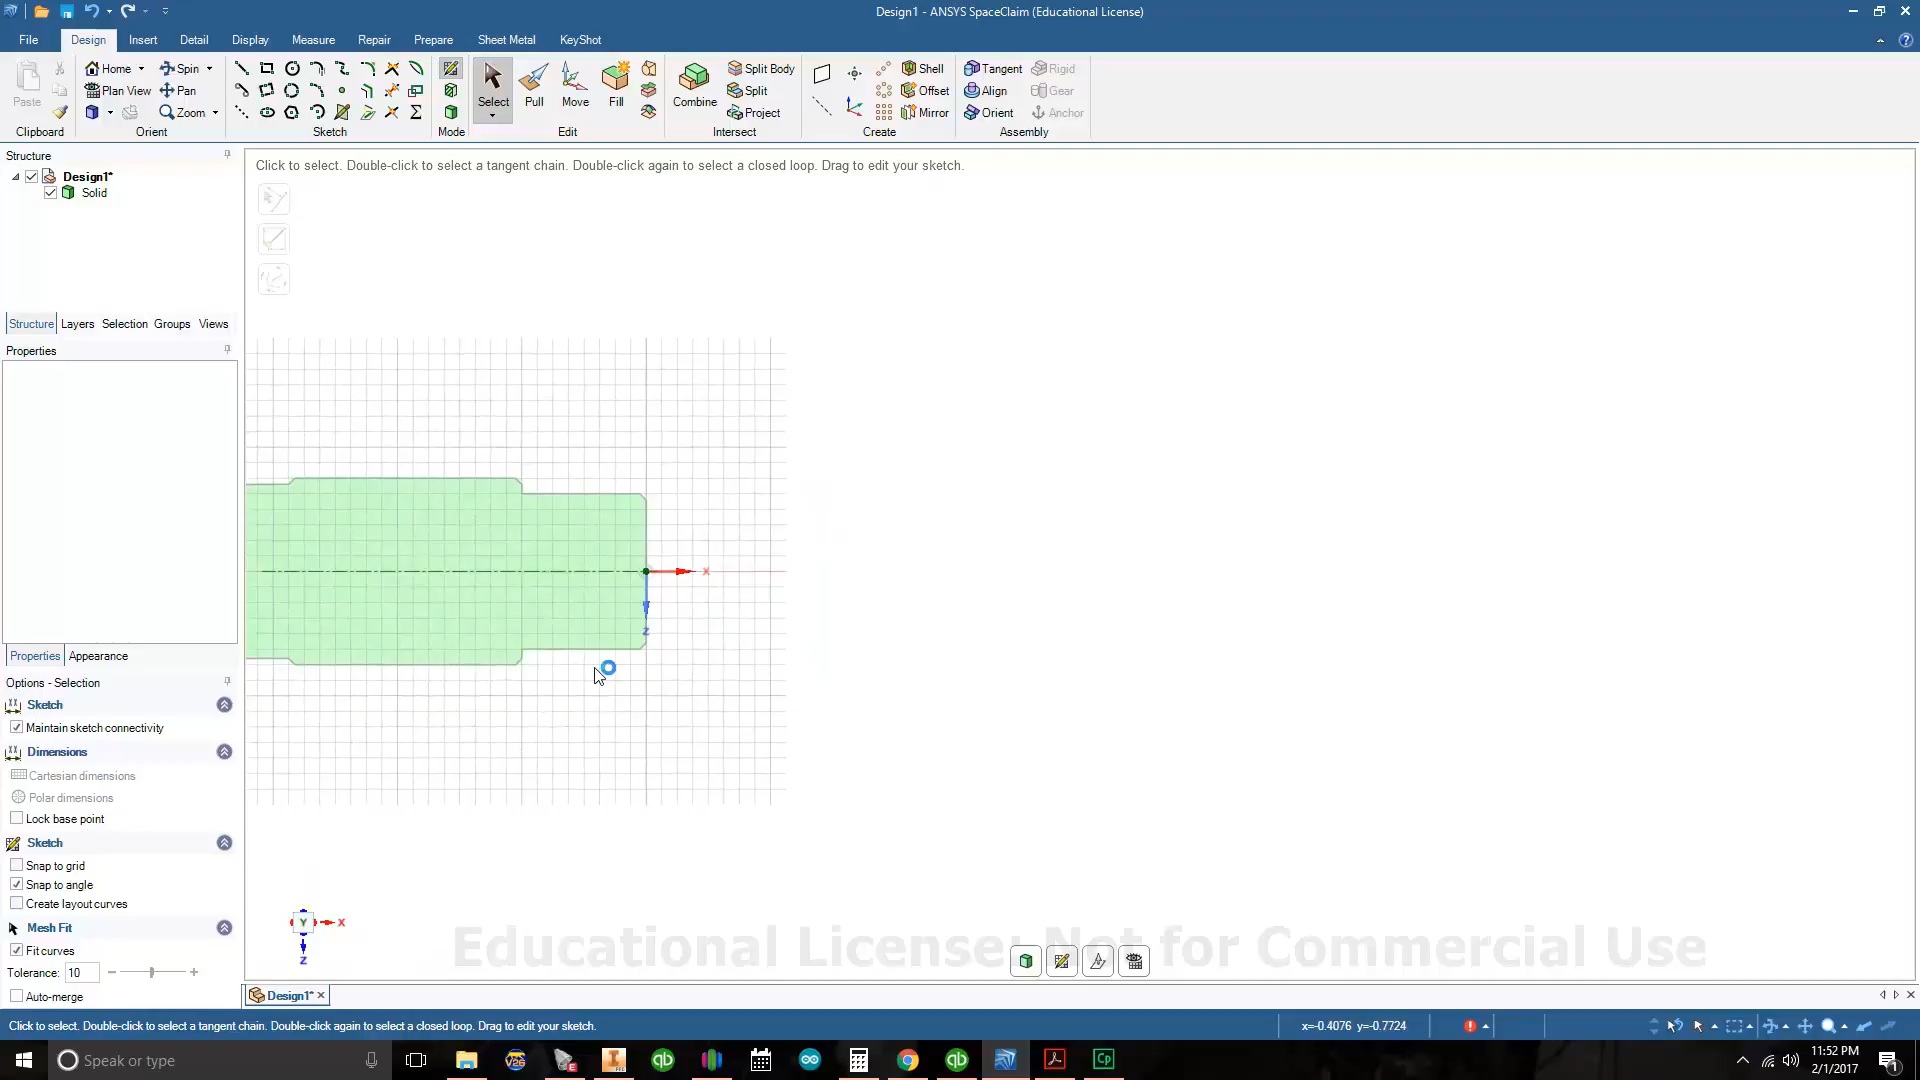 Design1 - ANSYS SpaceClaim (Educational License)
File Design Insert Detail Display Measure Repair Prepare Sheet Metal KeyShot
Paste
Home Spin
Plan View Pan
Zoom
Select Pull Move Fill
Combine
Split Body
Split
Project
Shell
Offset
Mirror
Tangent Rigid
Align Gear
Orient Anchor
Clipboard Orient Sketch Mode Edit Intersect Create Assembly
Structure
Design1*
Solid
Click to select. Double-click to select a tangent chain. Double-click again to select a closed loop. Drag to edit your sketch.
Structure Layers Selection Groups Views
Properties
Properties Appearance
Options - Selection
Sketch
Maintain sketch connectivity
Dimensions
Cartesian dimensions
Polar dimensions
Lock base point
Sketch
Snap to grid
Snap to angle
Create layout curves
Mesh Fit
Fit curves
Tolerance: 10
Auto-merge
X
Z
Y X
Z
Educational License: Not for Commercial Use
Design1*
Click to select. Double-click to select a tangent chain. Double-click again to select a closed loop. Drag to edit your sketch.
x=-0.4076 y=-0.7724
Speak or type
V26
qb
qb
Cp
11:52 PM
2/1/2017
1